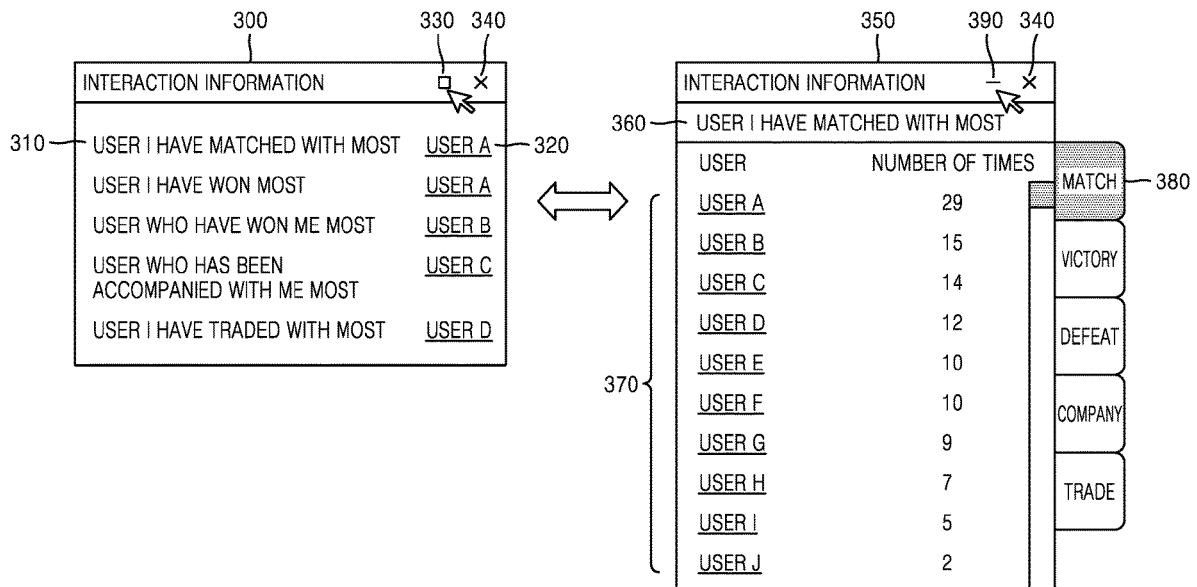 300
330
340
INTERACTION INFORMATION
×
310
USER I HAVE MATCHED WITH MOST USER A
320
USER I HAVE WON MOST USER A
USER WHO HAVE WON ME MOST USER B
USER WHO HAS BEEN USER C
ACCOMPANIED WITH ME MOST
USER I HAVE TRADED WITH MOST USER D
350
390
340
INTERACTION INFORMATION
– ×
360
USER I HAVE MATCHED WITH MOST
USER NUMBER OF TIMES
370
USER A 29
USER B 15
USER C 14
USER D 12
USER E 10
USER F 10
USER G 9
USER H 7
USER I 5
USER J 2
MATCH
380
VICTORY
DEFEAT
COMPANY
TRADE